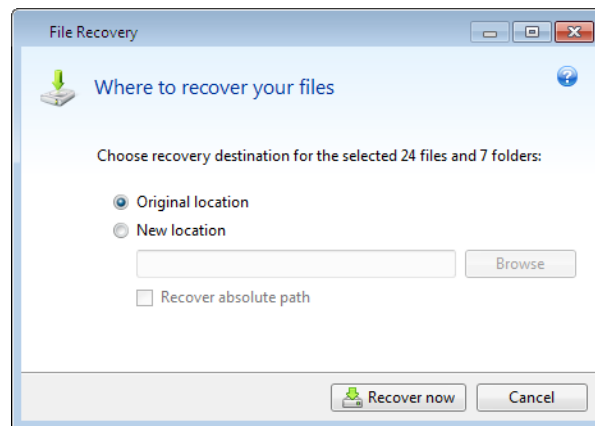 File Recovery
Where to recover your files
Choose recovery destination for the selected 24 files and 7 folders:
Original location
New location
Browse
Recover absolute path
Recover now
Cancel